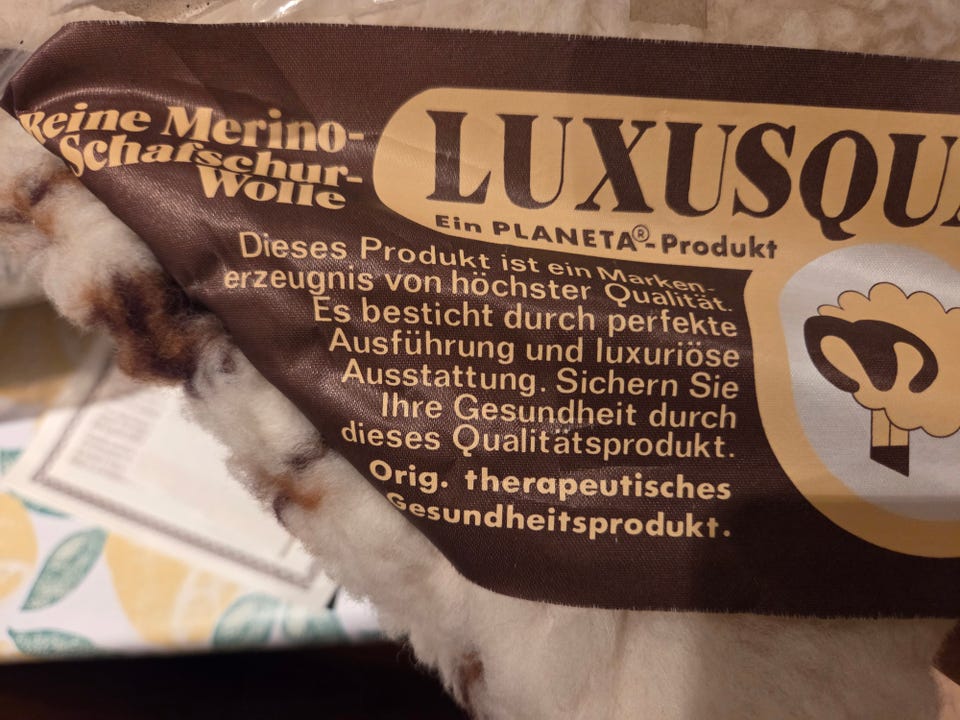 Reine Merino-
Schafschur-
Wolle
LUXUSQU
Ein PLANETA®-Produkt
Dieses Produkt ist ein Marken-
erzeugnis von höchster Qualität.
Es besticht durch perfekte
Ausführung und luxuriöse
Ausstattung. Sichern Sie
Ihre Gesundheit durch
dieses Qualitätsprodukt.
Orig. therapeutisches
Gesundheitsprodukt.